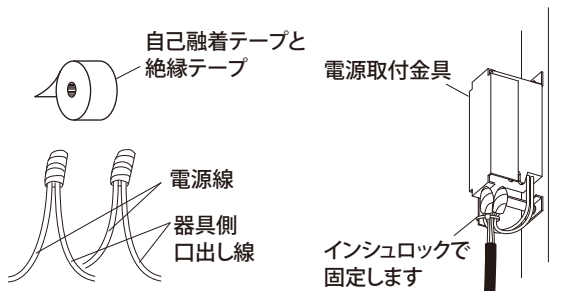 自己融着テープと
絶縁テープ
電源線
器具側
口出し線
電源取付金具
インシュロックで
固定します